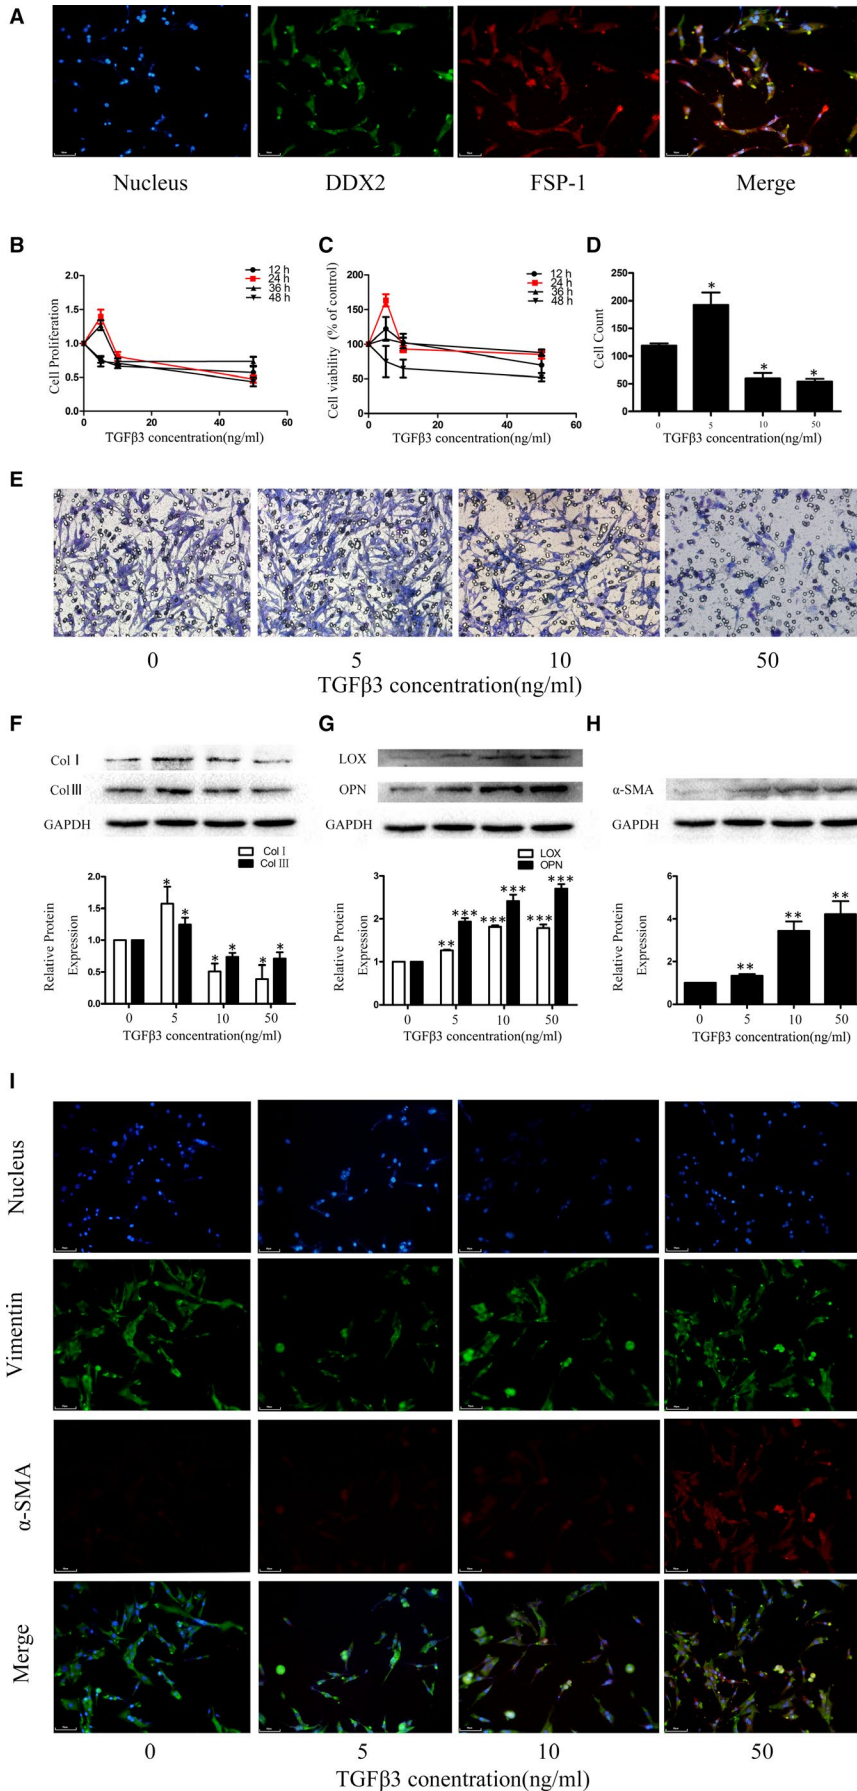 A
Nucleus
DDX2
FSP-1
Merge
B
12 h
24 h
36 h
48 h
2.0
1.5
1.0
0.5
0.0
0
20
40
60
Cell Proliferation
TGFβ3 concentration(ng/ml)
C
12 h
24 h
36 h
48 h
200
150
100
50
0
0
20
40
60
Cell viability (% of control)
TGFβ3 concentration(ng/ml)
D
250
200
150
100
50
0
*
*
*
0
5
10
50
Cell Count
TGFβ3 concentration(ng/ml)
E
0
5
10
50
TGFβ3 concentration(ng/ml)
F
Col Ⅰ
Col Ⅲ
GAPDH
Col Ⅰ
Col Ⅲ
2.0
1.5
1.0
0.5
0.0
*
*
*
*
*
*
0
5
10
50
Relative Protein
Expression
TGFβ3 concentration(ng/ml)
G
LOX
OPN
GAPDH
LOX
OPN
3
2
1
0
**
***
***
***
***
***
0
5
10
50
Relative Protein
Expression
TGFβ3 concentration(ng/ml)
H
α-SMA
GAPDH
6
4
2
0
**
**
**
0
5
10
50
Relative Protein
Expression
TGFβ3 concentration(ng/ml)
I
Nucleus
Vimentin
α-SMA
Merge
0
5
10
50
TGFβ3 conentration(ng/ml)